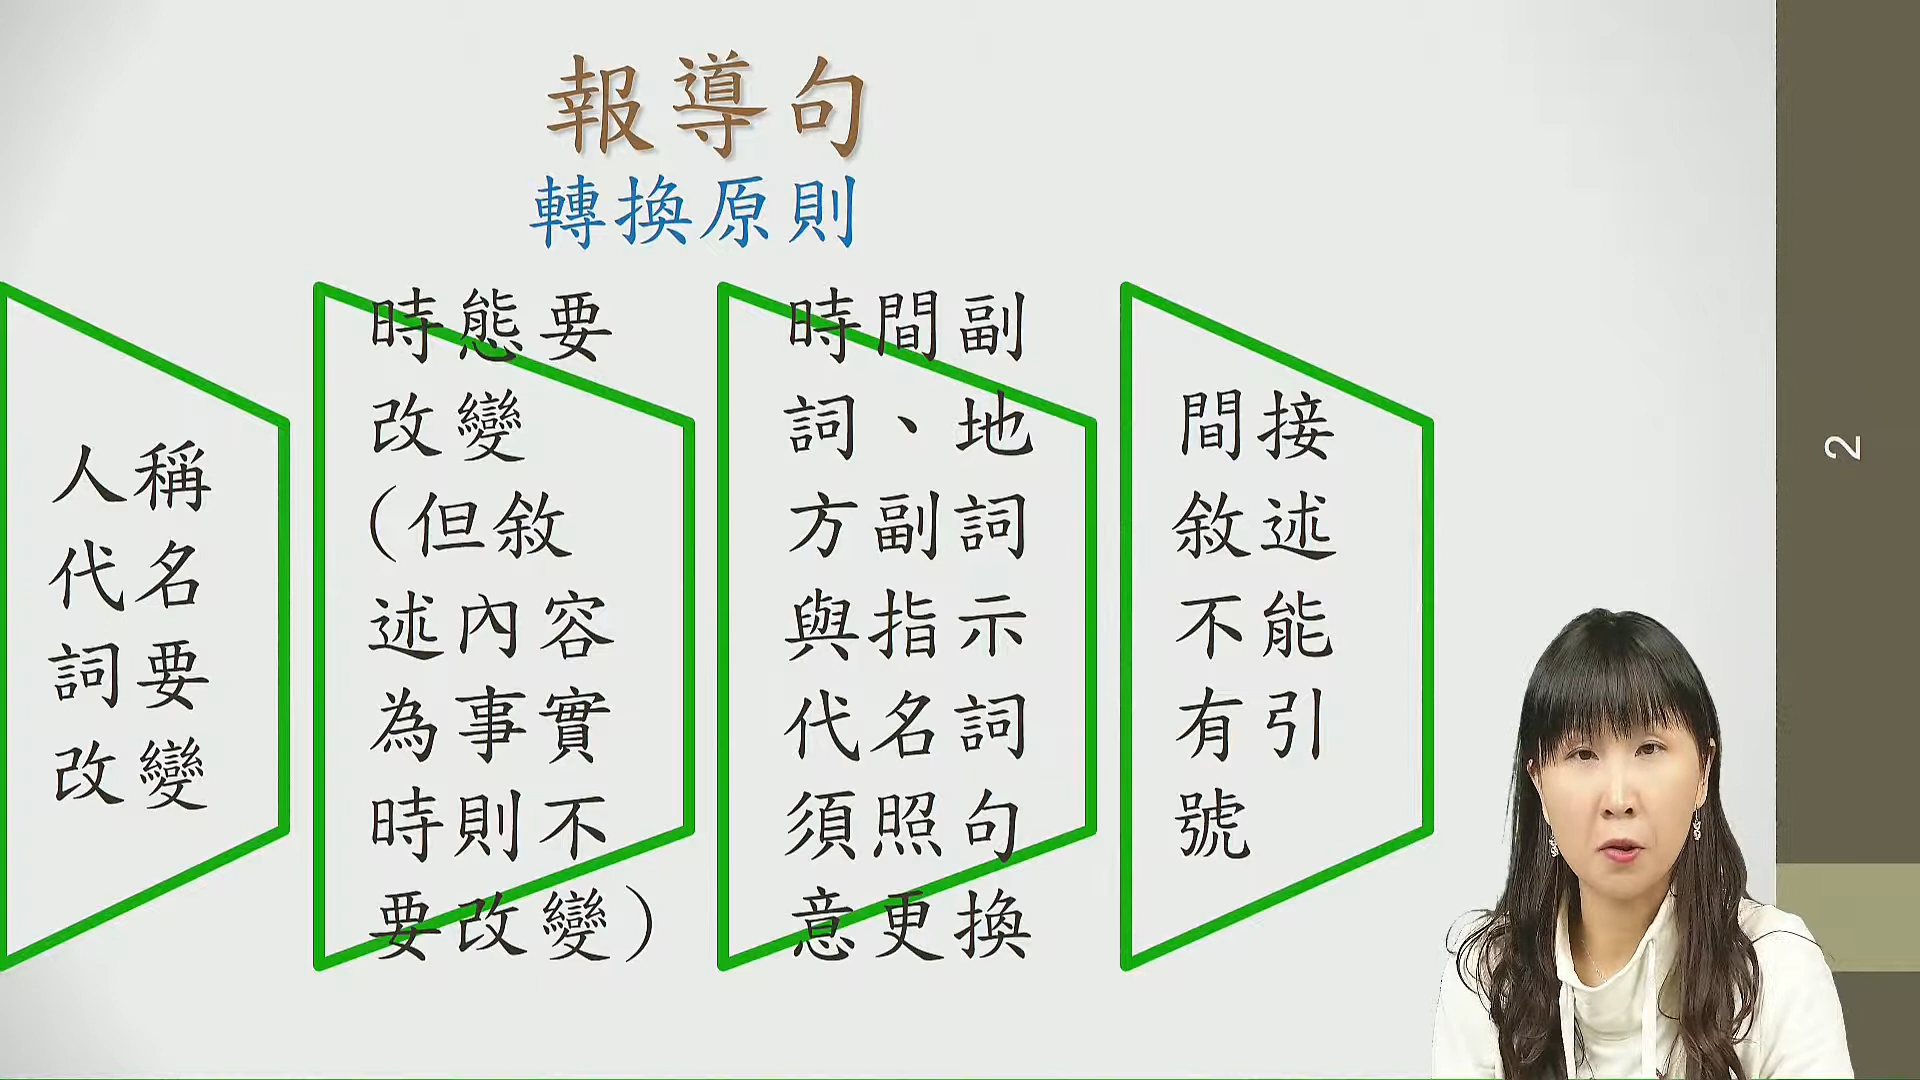 報導句
轉換原則
人稱
代名
詞要
改變
時態要
改變
(但敘
述內容
為事實
時則不
要改變)
時間副
詞、地
方副詞
與指示
代名詞
須照句
意更換
間接
敘述
不能
有引
號
2